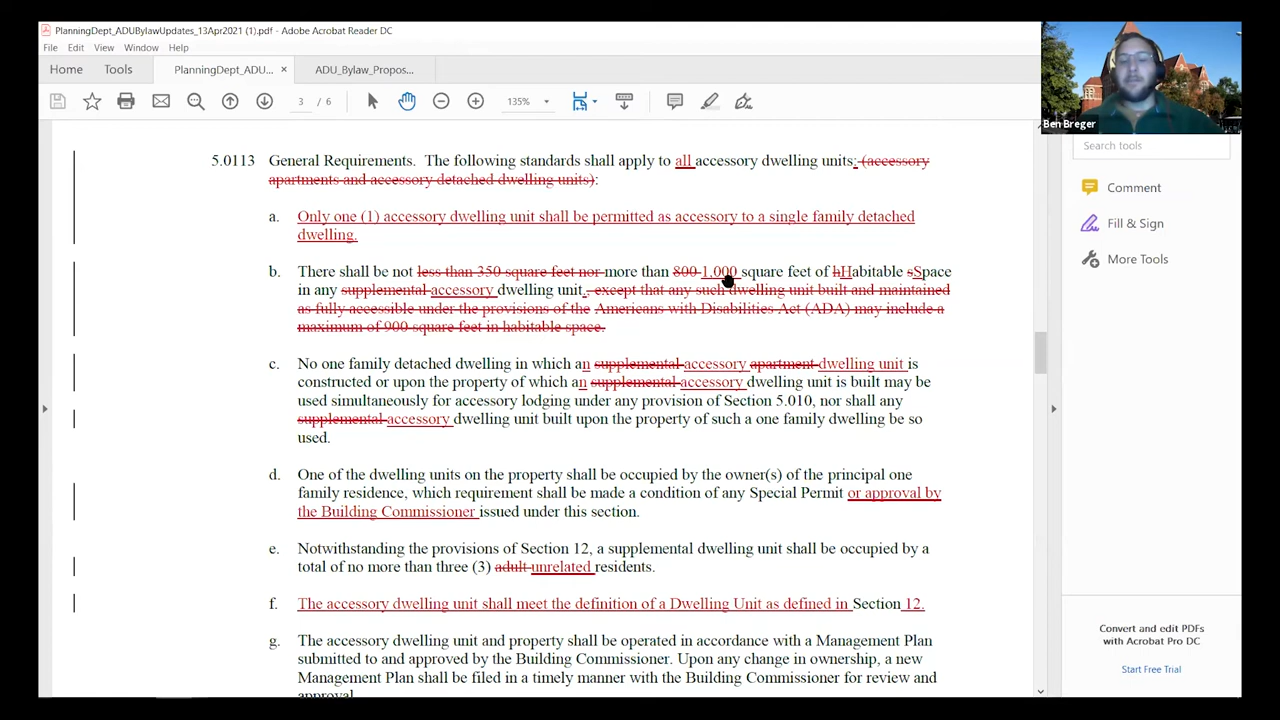 PlanningDept_ADUBylawUpdates_13Apr2021 (1).pdf - Adobe Acrobat Reader DC
File Edit View Window Help
Home Tools PlanningDept_ADU... × ADU_Bylaw_Propos...
3 / 6 135%
Ben Breger
Search tools
Comment
Fill & Sign
More Tools
5.0113 General Requirements. The following standards shall apply to all accessory dwelling units: (accessory
apartments and accessory detached dwelling units):
a. Only one (1) accessory dwelling unit shall be permitted as accessory to a single family detached
dwelling.
b. There shall be not less than 350 square feet nor more than 800 1,000 square feet of hHabitable sSpace
in any supplemental accessory dwelling unit., except that any such dwelling unit built and maintained
as fully accessible under the provisions of the Americans with Disabilities Act (ADA) may include a
maximum of 900 square feet in habitable space.
c. No one family detached dwelling in which an supplemental accessory apartment dwelling unit is
constructed or upon the property of which an supplemental accessory dwelling unit is built may be
used simultaneously for accessory lodging under any provision of Section 5.010, nor shall any
supplemental accessory dwelling unit built upon the property of such a one family dwelling be so
used.
d. One of the dwelling units on the property shall be occupied by the owner(s) of the principal one
family residence, which requirement shall be made a condition of any Special Permit or approval by
the Building Commissioner issued under this section.
e. Notwithstanding the provisions of Section 12, a supplemental dwelling unit shall be occupied by a
total of no more than three (3) adult unrelated residents.
f. The accessory dwelling unit shall meet the definition of a Dwelling Unit as defined in Section 12.
g. The accessory dwelling unit and property shall be operated in accordance with a Management Plan
submitted to and approved by the Building Commissioner. Upon any change in ownership, a new
Management Plan shall be filed in a timely manner with the Building Commissioner for review and
approval.
Convert and edit PDFs
with Acrobat Pro DC
Start Free Trial